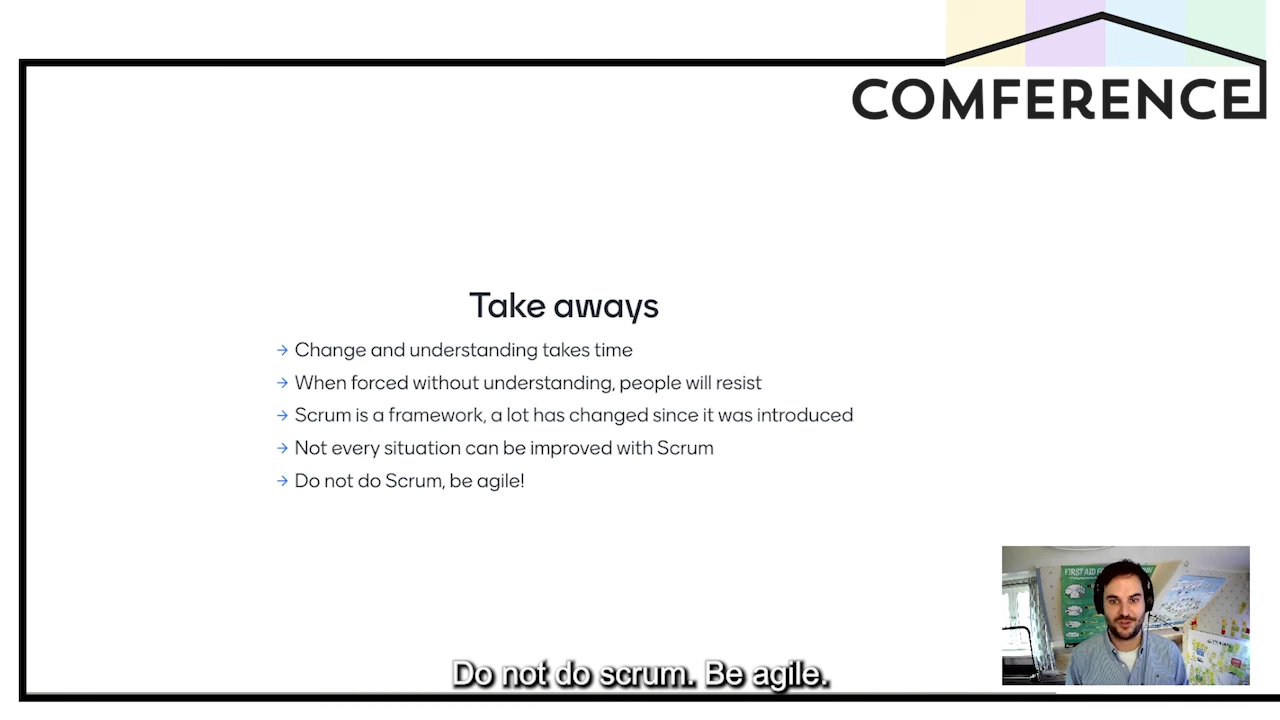 COMFERENCE
Take aways
→ Change and understanding takes time
→ When forced without understanding, people will resist
→ Scrum is a framework, a lot has changed since it was introduced
→ Not every situation can be improved with Scrum
→ Do not do Scrum, be agile!
FIRST AID
Do not do scrum. Be agile.